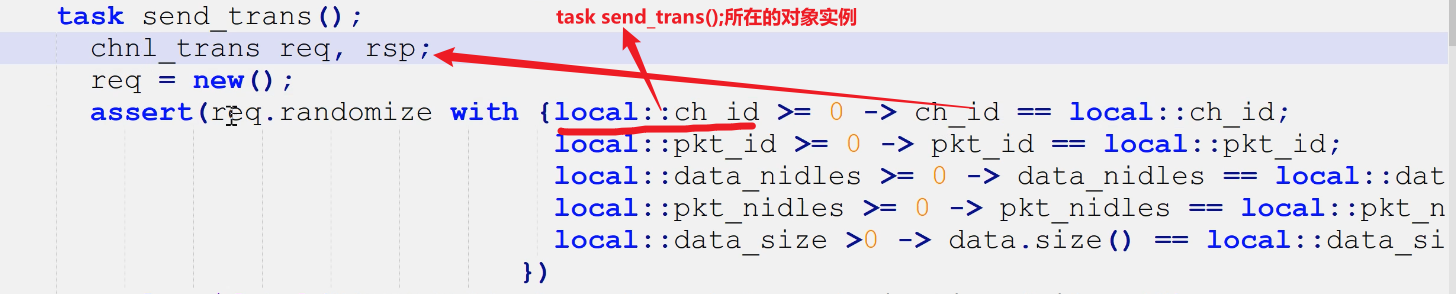 task send_trans();
task send_trans();所在的对象实例
chnl_trans req, rsp;
req = new();
assert(req.randomize with {local::ch_id >= 0 -> ch_id == local::ch_id;
local::pkt_id >= 0 -> pkt_id == local::pkt_id;
local::data_nidles >= 0 -> data_nidles == local::dat
local::pkt_nidles >= 0 -> pkt_nidles == local::pkt_n
local::data_size >0 -> data.size() == local::data_si
})